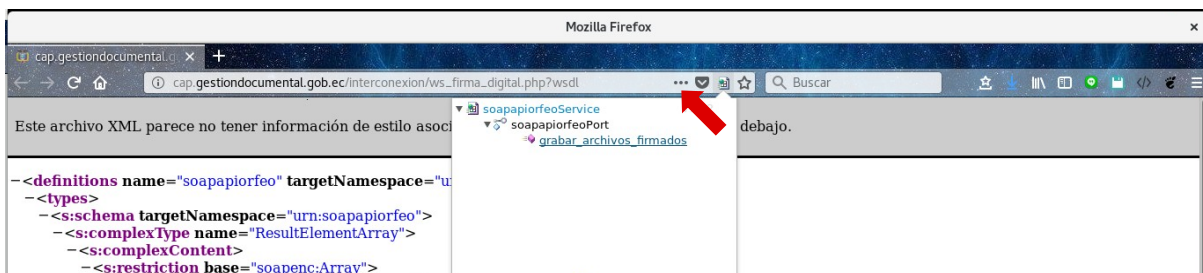 Mozilla Firefox
cap.gestiondocumental.g
cap.gestiondocumental.gob.ec/interconexion/ws_firma_digital.php?wsdl
Buscar
Este archivo XML parece no tener información de estilo asoci
debajo.
soapapiorfeoService
soapapiorfeoPort
grabar_archivos_firmados
−<definitions name="soapapiorfeo" targetNamespace="u
−<types>
−<s:schema targetNamespace="urn:soapapiorfeo">
−<s:complexType name="ResultElementArray">
−<s:complexContent>
−<s:restriction base="soapenc:Array">